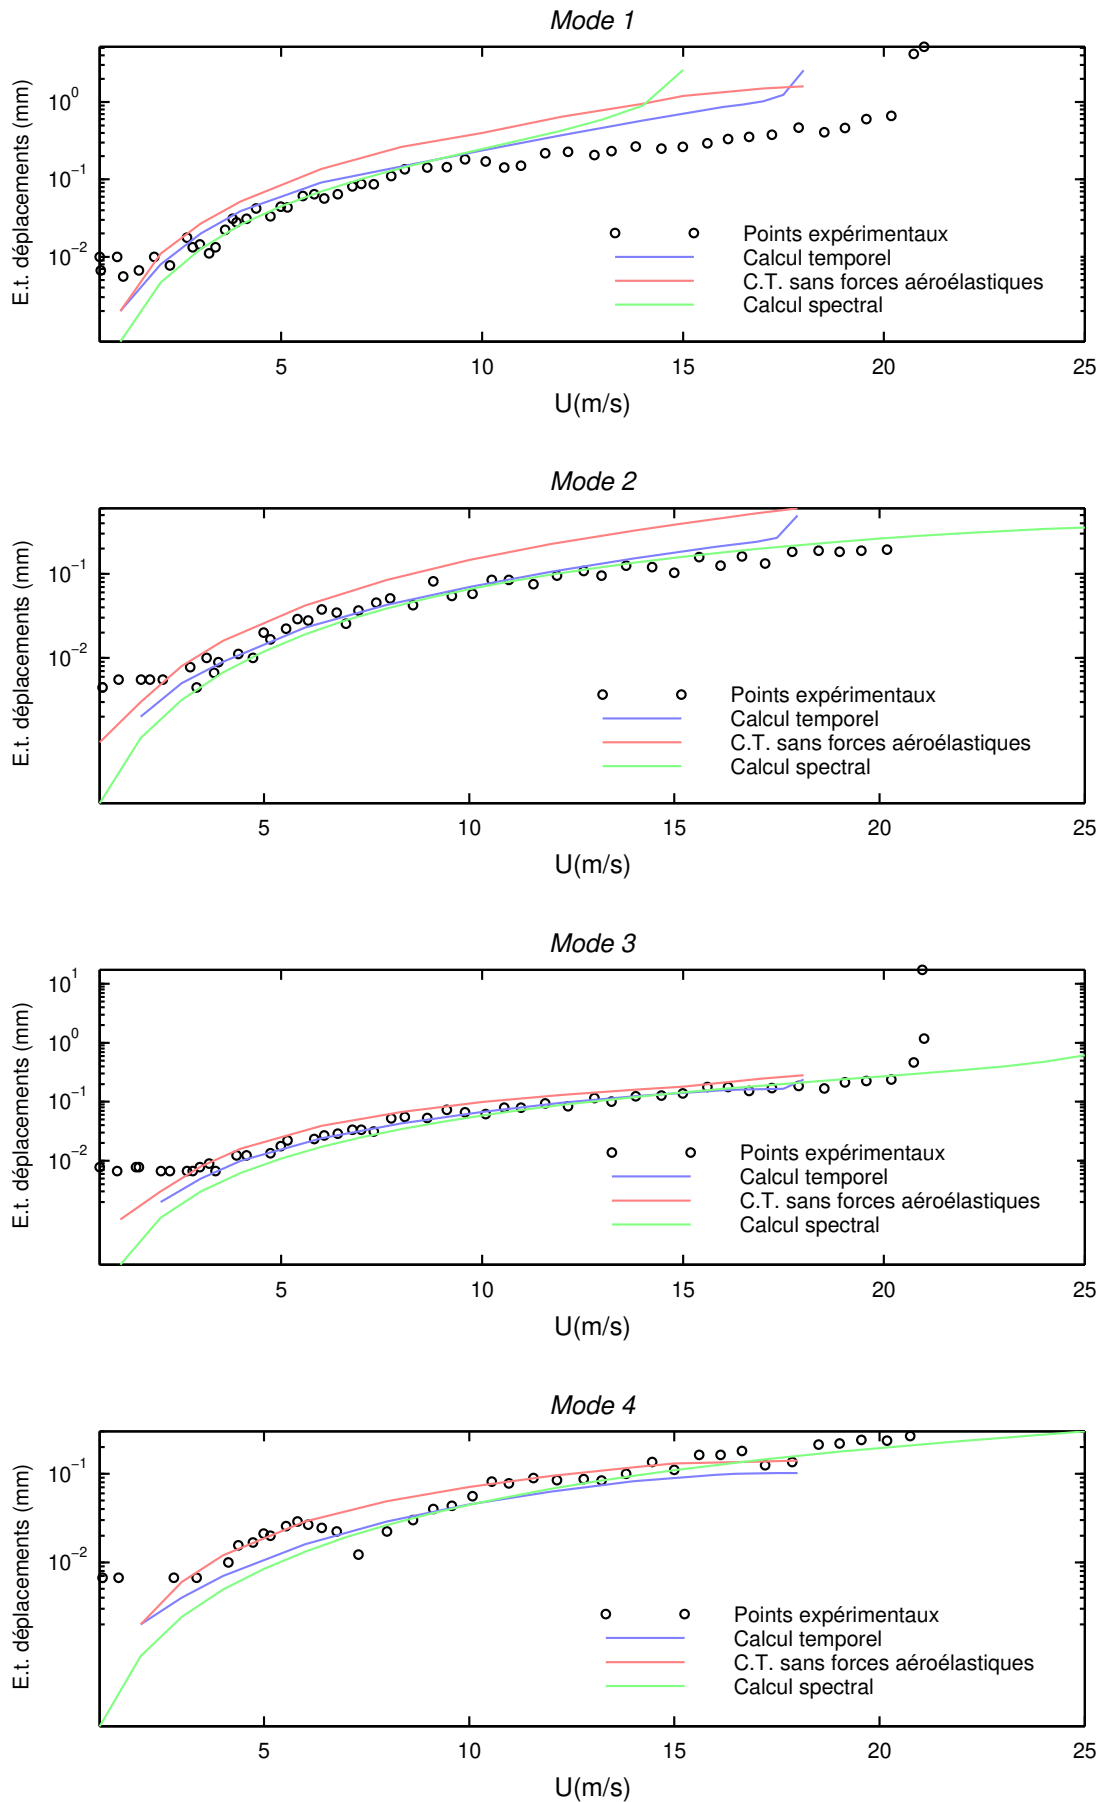 Mode 1
E.t. déplacements (mm)
10^0
10^−1
10^−2
Points expérimentaux
Calcul temporel
C.T. sans forces aéroélastiques
Calcul spectral
5 10 15 20 25
U(m/s)
Mode 2
E.t. déplacements (mm)
10^−1
10^−2
Points expérimentaux
Calcul temporel
C.T. sans forces aéroélastiques
Calcul spectral
5 10 15 20 25
U(m/s)
Mode 3
E.t. déplacements (mm)
10^1
10^0
10^−1
10^−2
Points expérimentaux
Calcul temporel
C.T. sans forces aéroélastiques
Calcul spectral
5 10 15 20 25
U(m/s)
Mode 4
E.t. déplacements (mm)
10^−1
10^−2
Points expérimentaux
Calcul temporel
C.T. sans forces aéroélastiques
Calcul spectral
5 10 15 20 25
U(m/s)